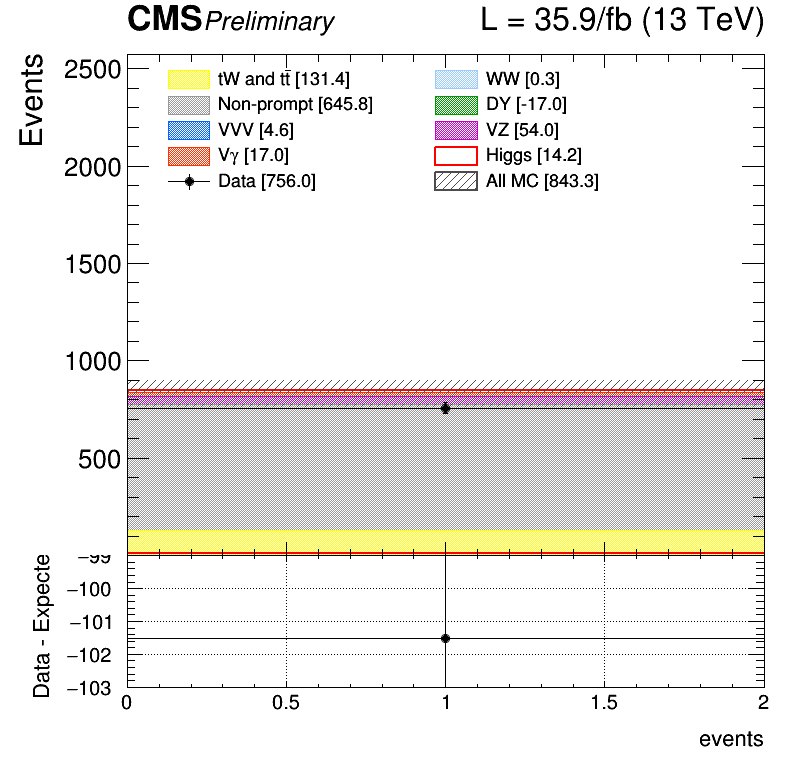 CMS Preliminary L = 35.9/fb (13 TeV)
Events
2500
2000
1500
1000
500
tW and tt̄ [131.4]
Non-prompt [645.8]
VVV [4.6]
Vγ [17.0]
Data [756.0]
WW [0.3]
DY [-17.0]
VZ [54.0]
Higgs [14.2]
All MC [843.3]
Data - Expecte
−99
−100
−101
−102
−103
0 0.5 1 1.5 2
events